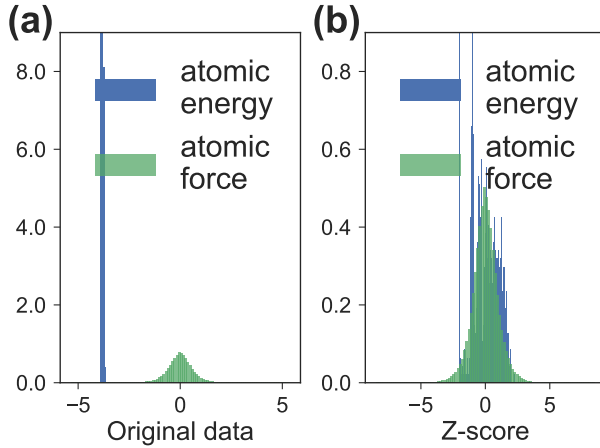 (a)
8.0
6.0
4.0
2.0
0.0
atomic
energy
atomic
force
−5
0
5
Original data
(b)
0.8
0.6
0.4
0.2
0.0
atomic
energy
atomic
force
−5
0
5
Z-score